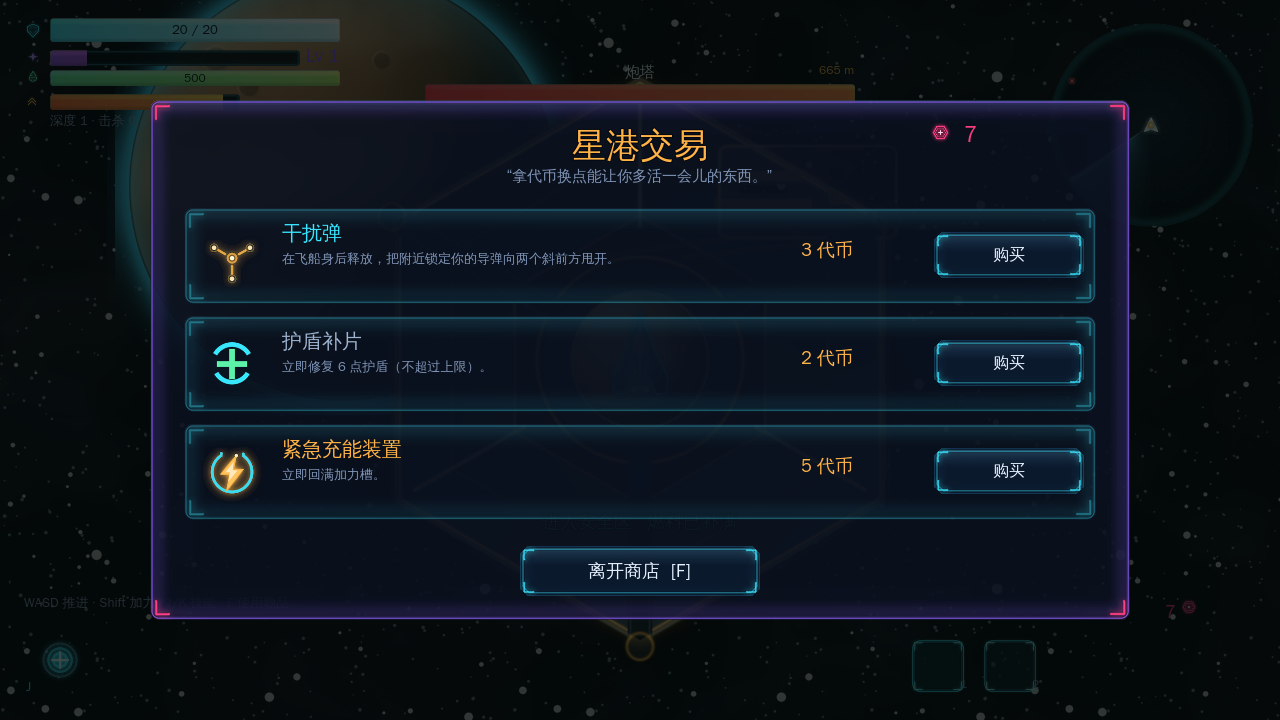 20 / 20
500
炮塔
665 m
深度 1 · 击杀
星港交易
7
“拿代币换点能让你多活一会儿的东西。”
干扰弹
在飞船身后释放，把附近锁定你的导弹向两个斜前方甩开。
3 代币
购买
护盾补片
立即修复 6 点护盾（不超过上限）。
2 代币
购买
紧急充能装置
立即回满加力槽。
5 代币
购买
离开商店 [F]
WASD 推进 · Shift 加力
7
J